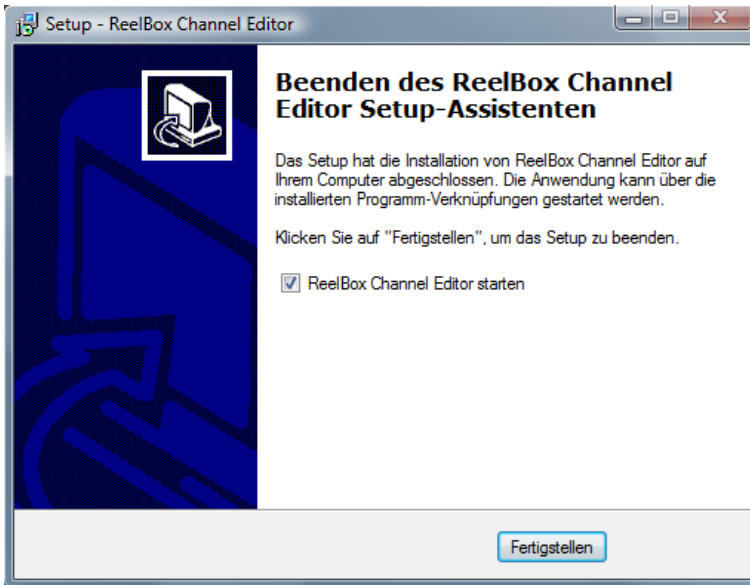 Setup - ReelBox Channel Editor
Beenden des ReelBox Channel
Editor Setup-Assistenten
Das Setup hat die Installation von ReelBox Channel Editor auf
Ihrem Computer abgeschlossen. Die Anwendung kann über die
installierten Programm-Verknüpfungen gestartet werden.
Klicken Sie auf "Fertigstellen", um das Setup zu beenden.
ReelBox Channel Editor starten
Fertigstellen